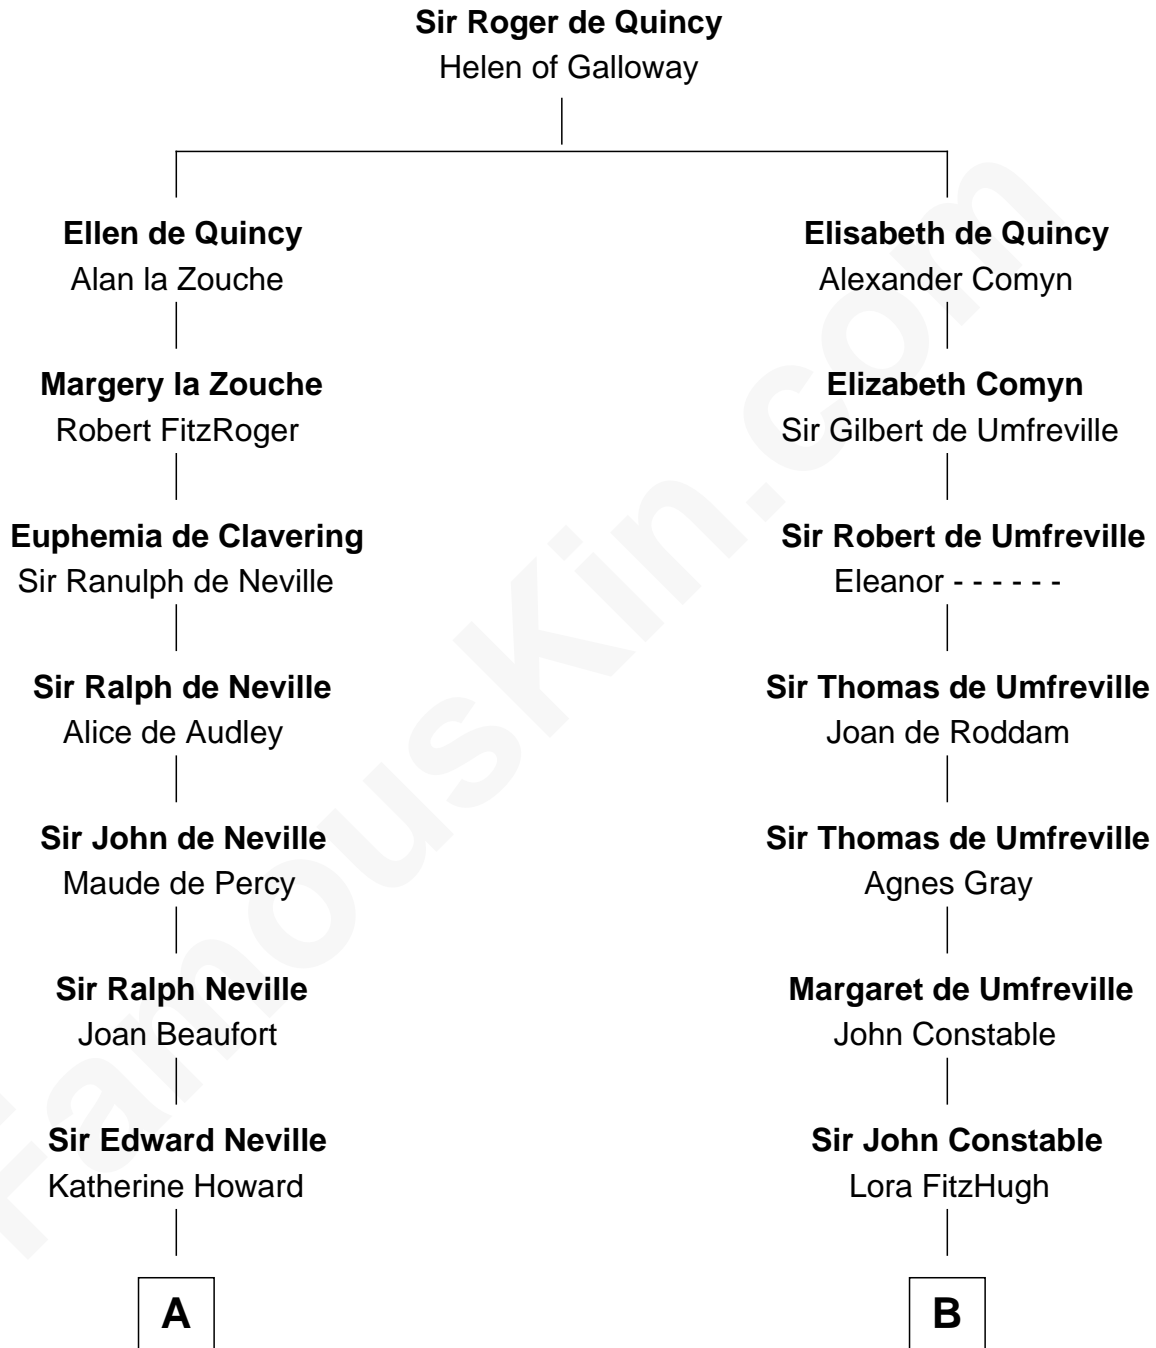 Sir Roger de Quincy
Helen of Galloway
Ellen de Quincy
Alan la Zouche
Elisabeth de Quincy
Alexander Comyn
Margery la Zouche
Robert FitzRoger
Elizabeth Comyn
Sir Gilbert de Umfreville
Euphemia de Clavering
Sir Ranulph de Neville
Sir Robert de Umfreville
Eleanor - - - - - -
Sir Ralph de Neville
Alice de Audley
Sir Thomas de Umfreville
Joan de Roddam
Sir John de Neville
Maude de Percy
Sir Thomas de Umfreville
Agnes Gray
Sir Ralph Neville
Joan Beaufort
Margaret de Umfreville
John Constable
Sir Edward Neville
Katherine Howard
Sir John Constable
Lora FitzHugh
A
B
FamousKin.com